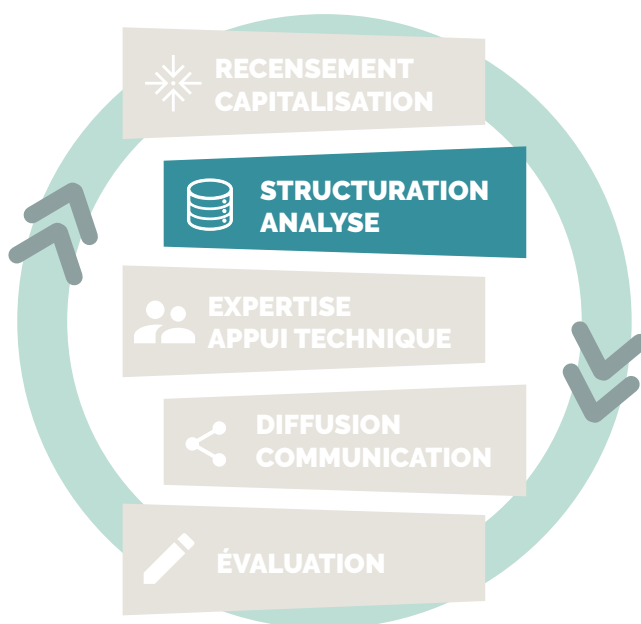 RECENSEMENT
CAPITALISATION
STRUCTURATION
ANALYSE
EXPERTISE
APPUI TECHNIQUE
DIFFUSION
COMMUNICATION
ÉVALUATION